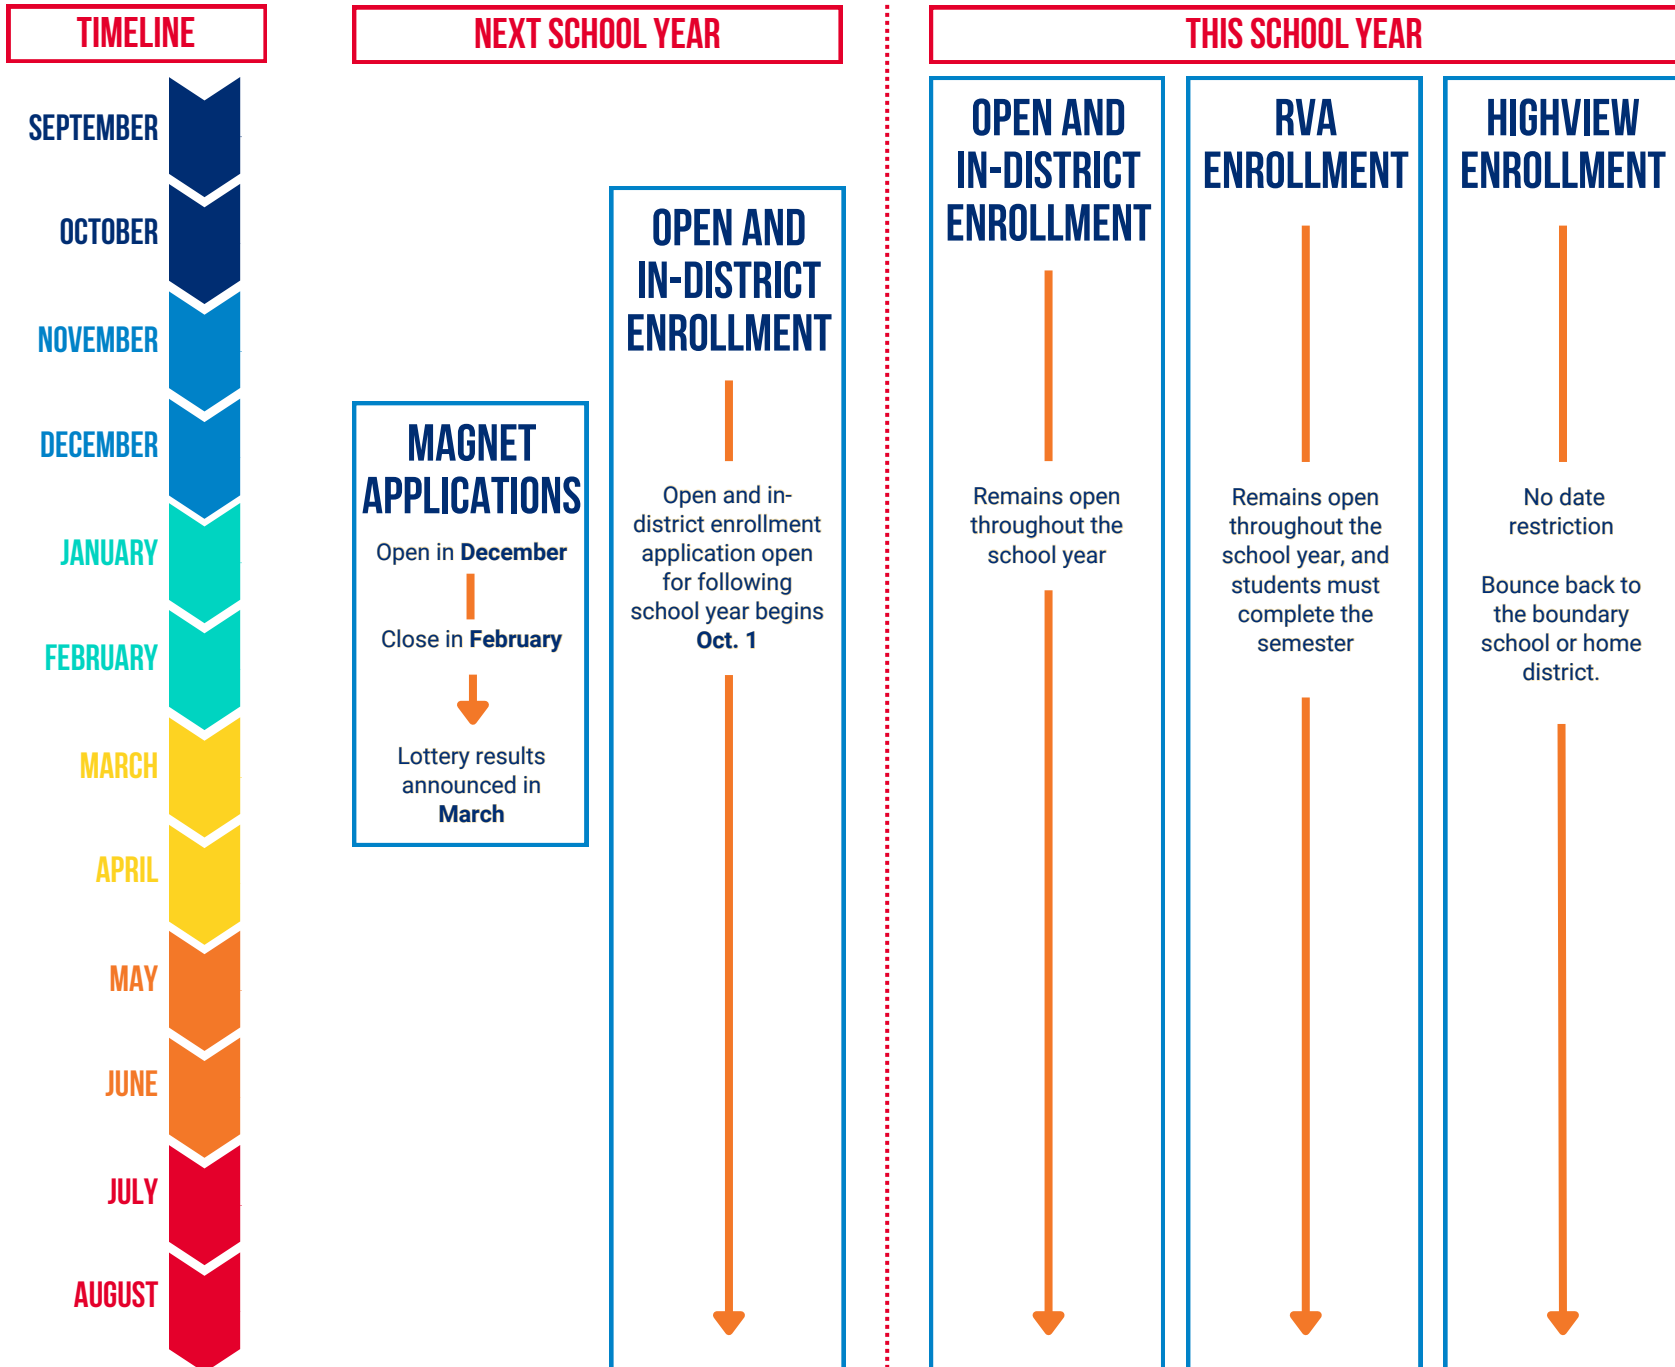 TIMELINE
NEXT SCHOOL YEAR
THIS SCHOOL YEAR
SEPTEMBER
OCTOBER
NOVEMBER
DECEMBER
JANUARY
FEBRUARY
MARCH
APRIL
MAY
JUNE
JULY
AUGUST
MAGNET
APPLICATIONS
Open in December
Close in February
Lottery results
announced in
March
OPEN AND
IN-DISTRICT
ENROLLMENT
Open and in-
district enrollment
application open
for following
school year begins
Oct. 1
OPEN AND
IN-DISTRICT
ENROLLMENT
Remains open
throughout the
school year
RVA
ENROLLMENT
Remains open
throughout the
school year, and
students must
complete the
semester
HIGHVIEW
ENROLLMENT
No date
restriction
Bounce back to
the boundary
school or home
district.